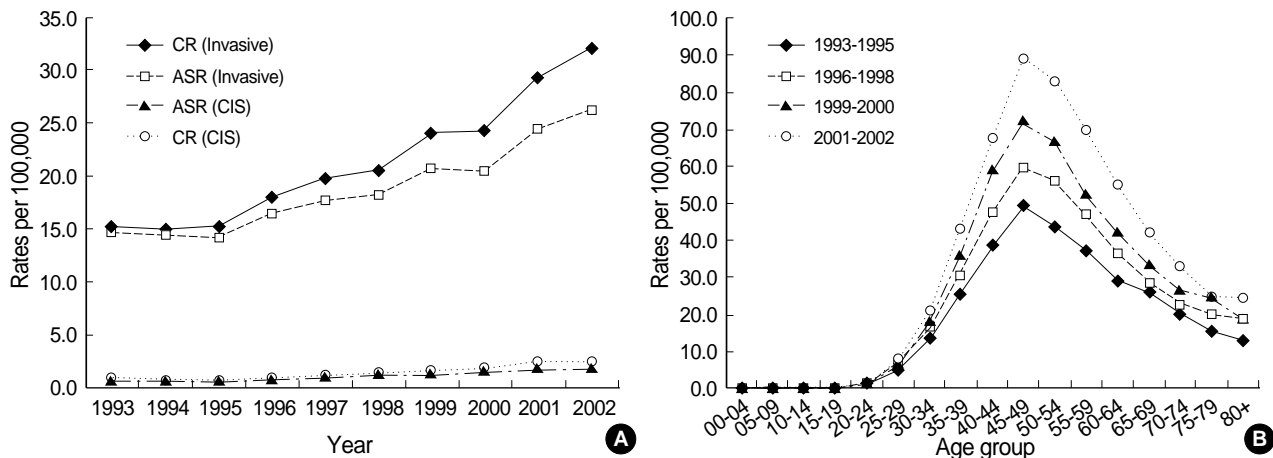 35.0
30.0
25.0
20.0
15.0
10.0
5.0
0.0
Rates per 100,000
CR (Invasive)
ASR (Invasive)
ASR (CIS)
CR (CIS)
1993 1994 1995 1996 1997 1998 1999 2000 2001 2002
Year
A
100.0
90.0
80.0
70.0
60.0
50.0
40.0
30.0
20.0
10.0
0.0
Rates per 100,000
1993-1995
1996-1998
1999-2000
2001-2002
00-04 05-09 10-14 15-19 20-24 25-29 30-34 35-39 40-44 45-49 50-54 55-59 60-64 65-69 70-74 75-79 80+
Age group
B